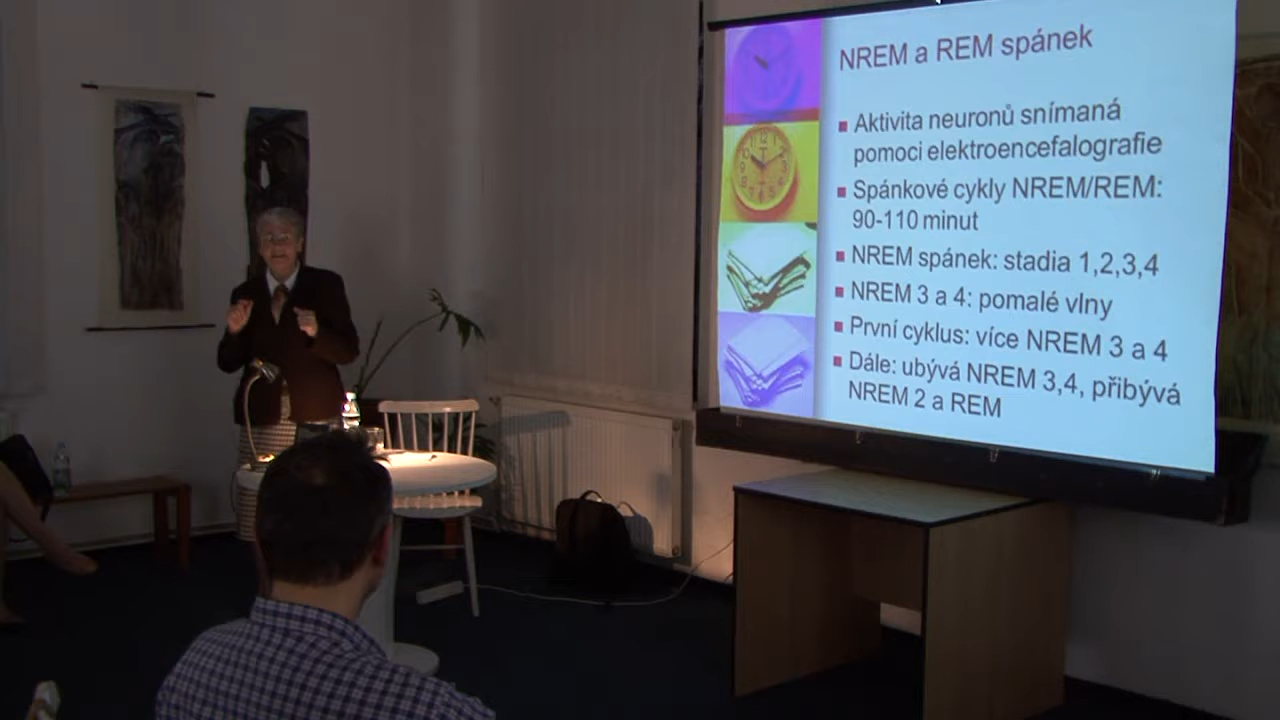 NREM a REM spánek
Aktivita neuronů snímaná
pomoci elektroencefalografie
Spánkové cykly NREM/REM:
90-110 minut
NREM spánek: stadia 1,2,3,4
NREM 3 a 4: pomalé vlny
První cyklus: více NREM 3 a 4
Dále: ubývá NREM 3,4, přibývá
NREM 2 a REM